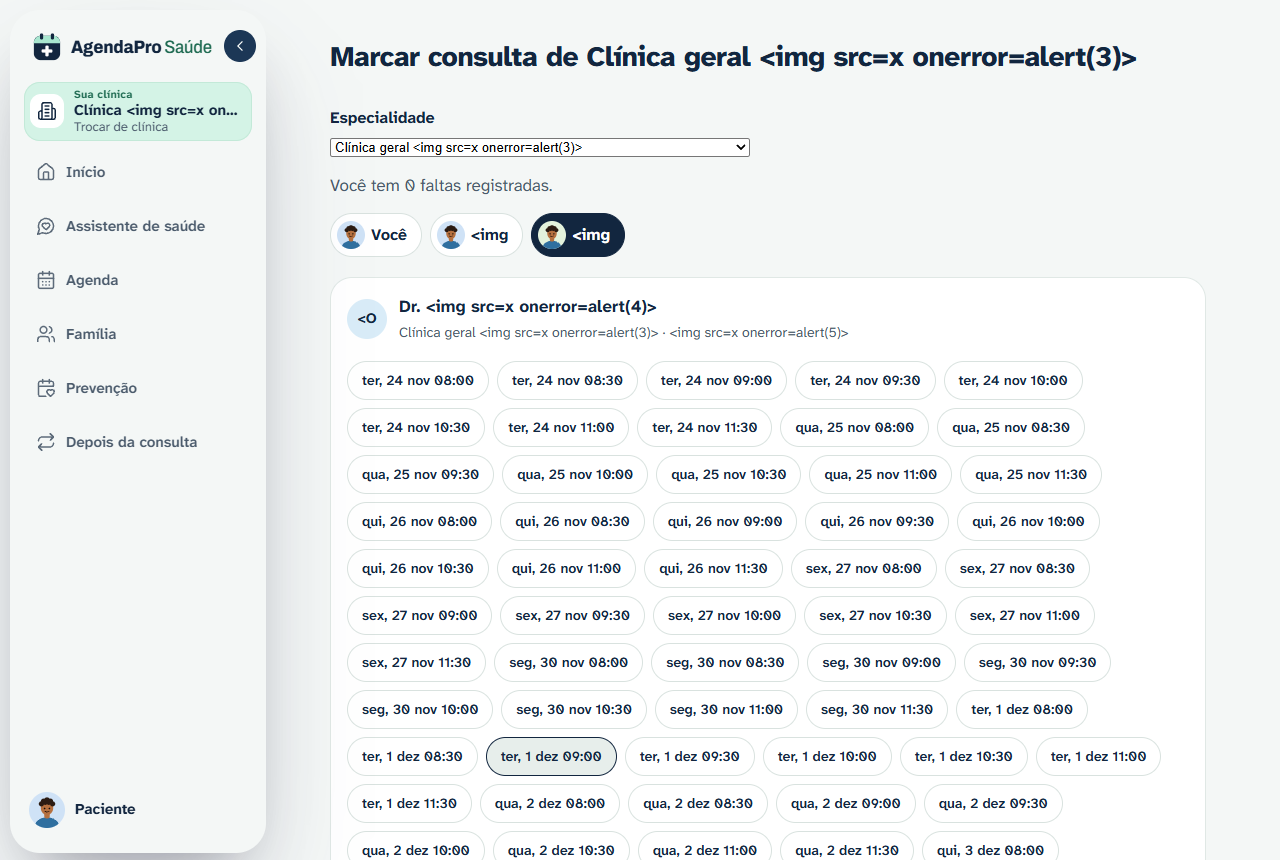 AgendaPro Saúde
Sua clínica
Clínica <img src=x on...
Trocar de clínica
Início
Assistente de saúde
Agenda
Família
Prevenção
Depois da consulta
Paciente
Marcar consulta de Clínica geral <img src=x onerror=alert(3)>
Especialidade
Clínica geral <img src=x onerror=alert(3)>
Você tem 0 faltas registradas.
Você <img <img
<O
Dr. <img src=x onerror=alert(4)>
Clínica geral <img src=x onerror=alert(3)> · <img src=x onerror=alert(5)>
ter, 24 nov 08:00 ter, 24 nov 08:30 ter, 24 nov 09:00 ter, 24 nov 09:30 ter, 24 nov 10:00
ter, 24 nov 10:30 ter, 24 nov 11:00 ter, 24 nov 11:30 qua, 25 nov 08:00 qua, 25 nov 08:30
qua, 25 nov 09:30 qua, 25 nov 10:00 qua, 25 nov 10:30 qua, 25 nov 11:00 qua, 25 nov 11:30
qui, 26 nov 08:00 qui, 26 nov 08:30 qui, 26 nov 09:00 qui, 26 nov 09:30 qui, 26 nov 10:00
qui, 26 nov 10:30 qui, 26 nov 11:00 qui, 26 nov 11:30 sex, 27 nov 08:00 sex, 27 nov 08:30
sex, 27 nov 09:00 sex, 27 nov 09:30 sex, 27 nov 10:00 sex, 27 nov 10:30 sex, 27 nov 11:00
sex, 27 nov 11:30 seg, 30 nov 08:00 seg, 30 nov 08:30 seg, 30 nov 09:00 seg, 30 nov 09:30
seg, 30 nov 10:00 seg, 30 nov 10:30 seg, 30 nov 11:00 seg, 30 nov 11:30 ter, 1 dez 08:00
ter, 1 dez 08:30 ter, 1 dez 09:00 ter, 1 dez 09:30 ter, 1 dez 10:00 ter, 1 dez 10:30 ter, 1 dez 11:00
ter, 1 dez 11:30 qua, 2 dez 08:00 qua, 2 dez 08:30 qua, 2 dez 09:00 qua, 2 dez 09:30
qua, 2 dez 10:00 qua, 2 dez 10:30 qua, 2 dez 11:00 qua, 2 dez 11:30 qui, 3 dez 08:00